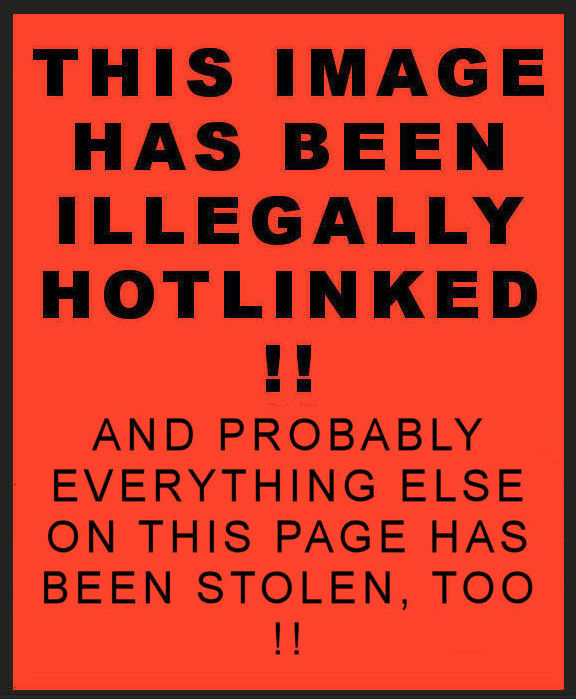 THIS IMAGE
HAS BEEN
ILLEGALLY
HOTLINKED
!!
AND PROBABLY
EVERYTHING ELSE
ON THIS PAGE HAS
BEEN STOLEN, TOO
!!